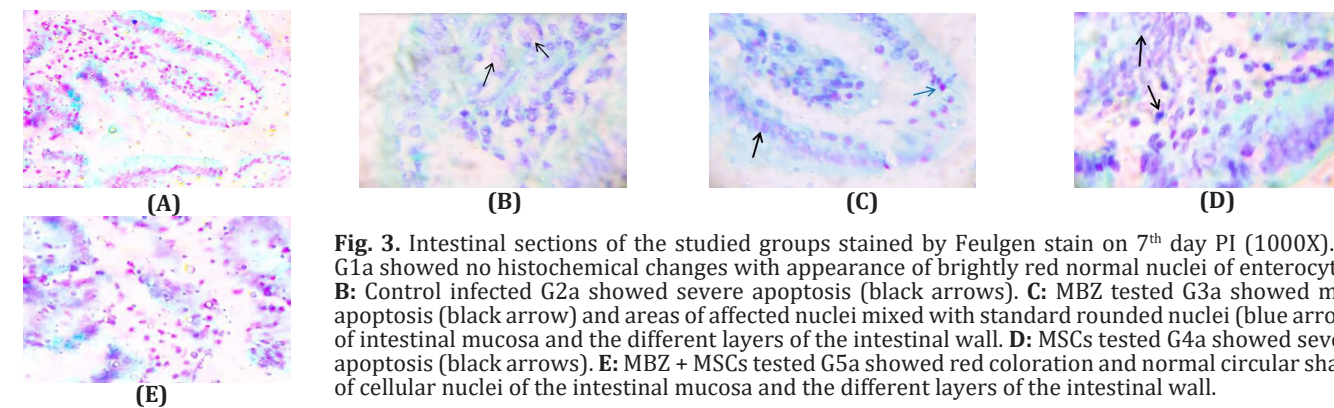 (A)
(B)
(C)
(D)
(E)
Fig. 3. Intestinal sections of the studied groups stained by Feulgen stain on 7th day PI (1000X).
G1a showed no histochemical changes with appearance of brightly red normal nuclei of
B: Control infected G2a showed severe apoptosis (black arrows). C: MBZ tested G3a showed
apoptosis (black arrow) and areas of affected nuclei mixed with standard rounded nuclei (blue
of intestinal mucosa and the different layers of the intestinal wall. D: MSCs tested G4a showed
apoptosis (black arrows). E: MBZ + MSCs tested G5a showed red coloration and normal circular
of cellular nuclei of the intestinal mucosa and the different layers of the intestinal wall.